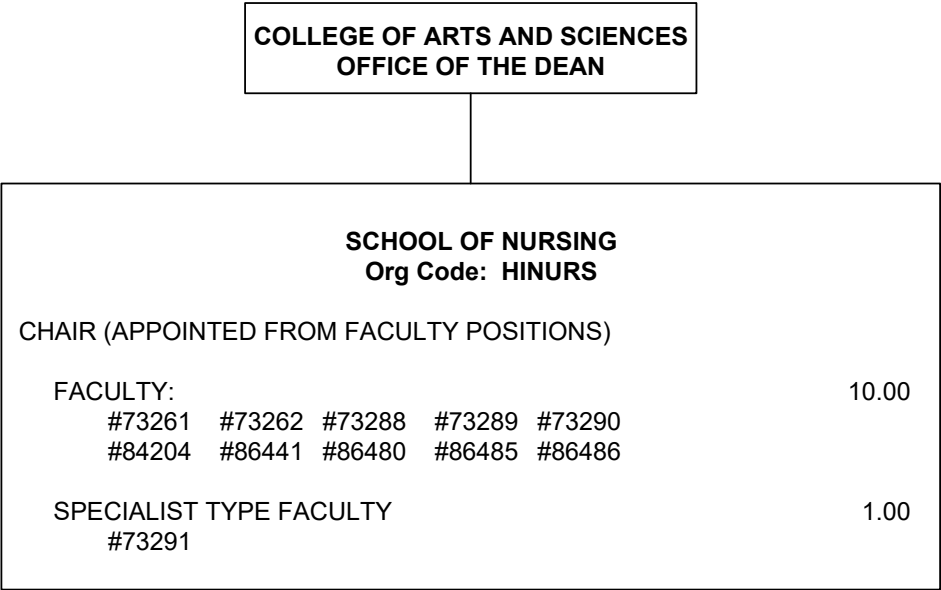 COLLEGE OF ARTS AND SCIENCES
OFFICE OF THE DEAN
SCHOOL OF NURSING
Org Code: HINURS
CHAIR (APPOINTED FROM FACULTY POSITIONS)
FACULTY: 10.00
#73261 #73262 #73288 #73289 #73290
#84204 #86441 #86480 #86485 #86486
SPECIALIST TYPE FACULTY 1.00
#73291